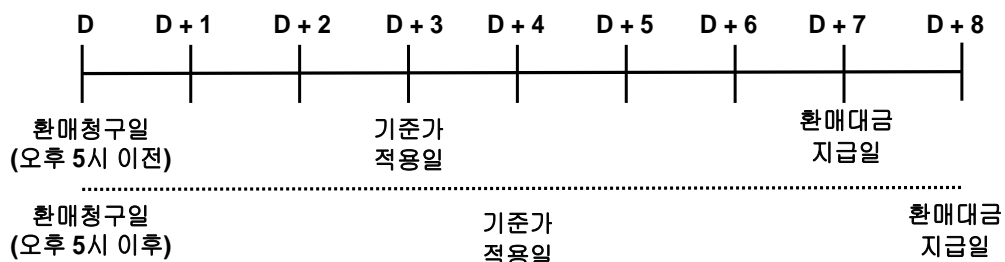 D D + 1 D + 2 D + 3 D + 4 D + 5 D + 6 D + 7 D + 8
환매청구일 기준가 환매대금
(오후 5시 이전) 적용일 지급일
환매청구일 기준가 환매대금
(오후 5시 이후) 적용일 지급일